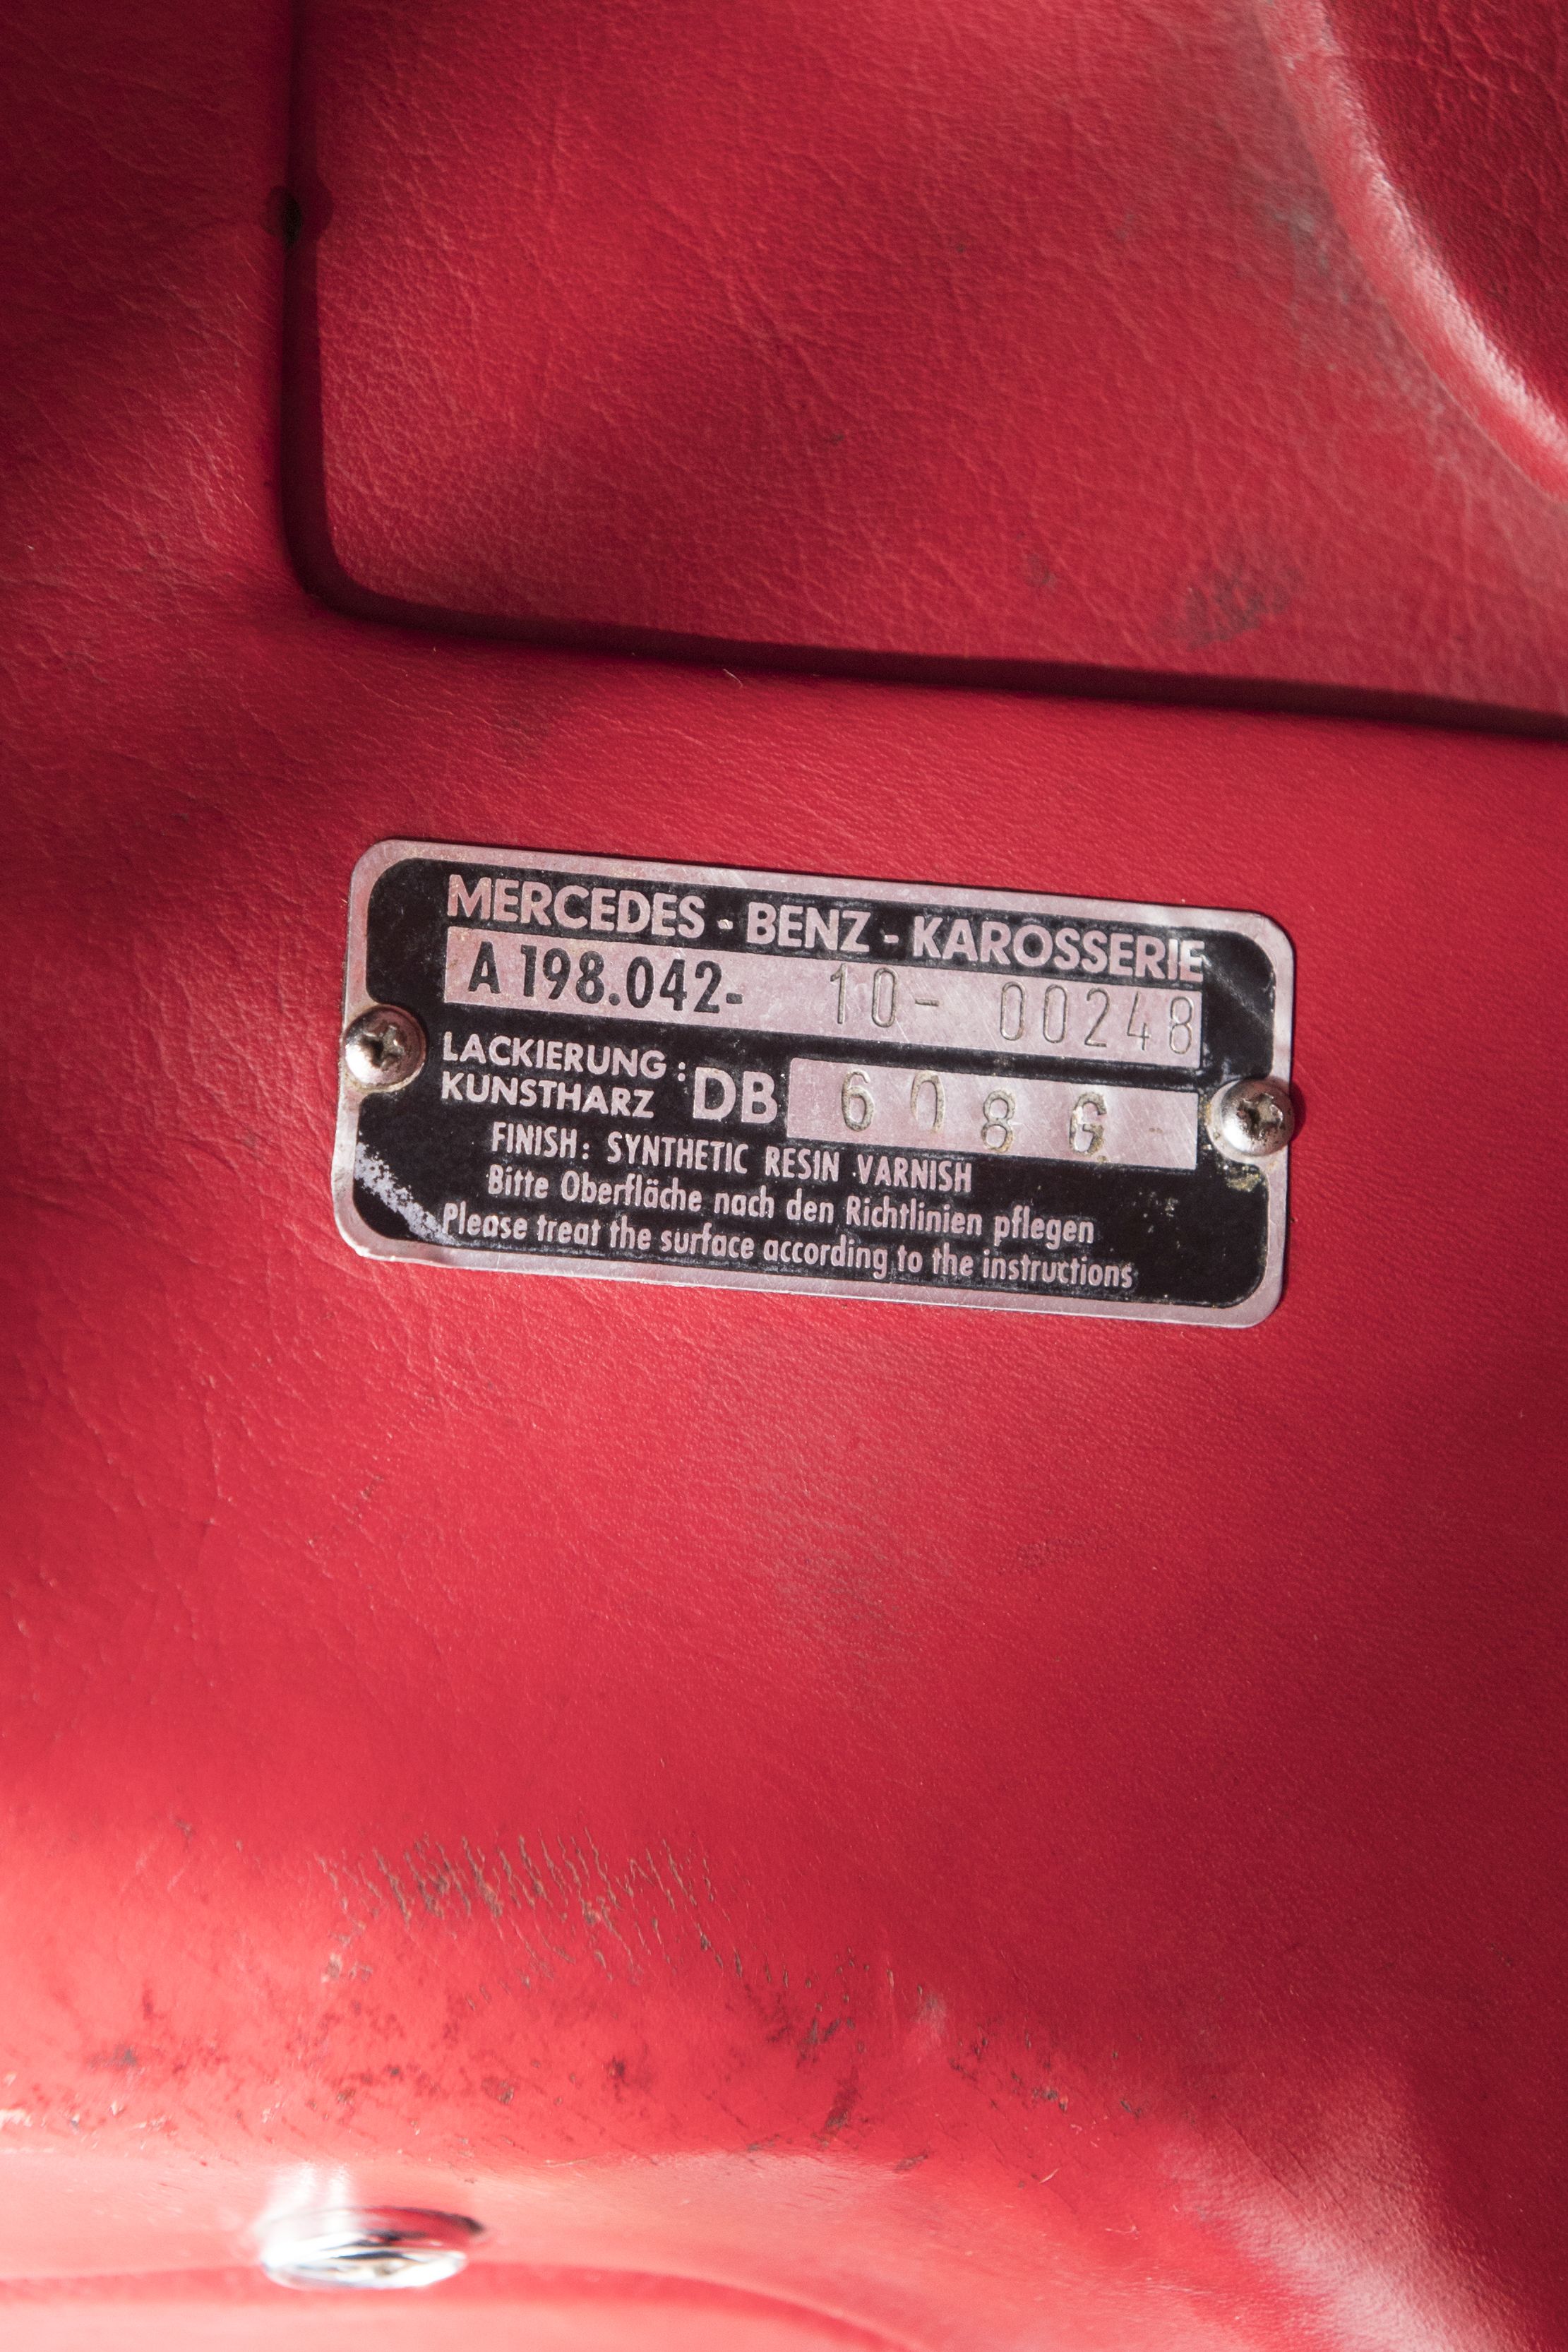 MERCEDES - BENZ - KAROSSERIE
A 198.042- 10- 00248
LACKIERUNG :
KUNSTHARZ DB 608 G
FINISH: SYNTHETIC RESIN VARNISH
Bitte Oberfläche nach den Richtlinien pflegen
Please treat the surface according to the instructions